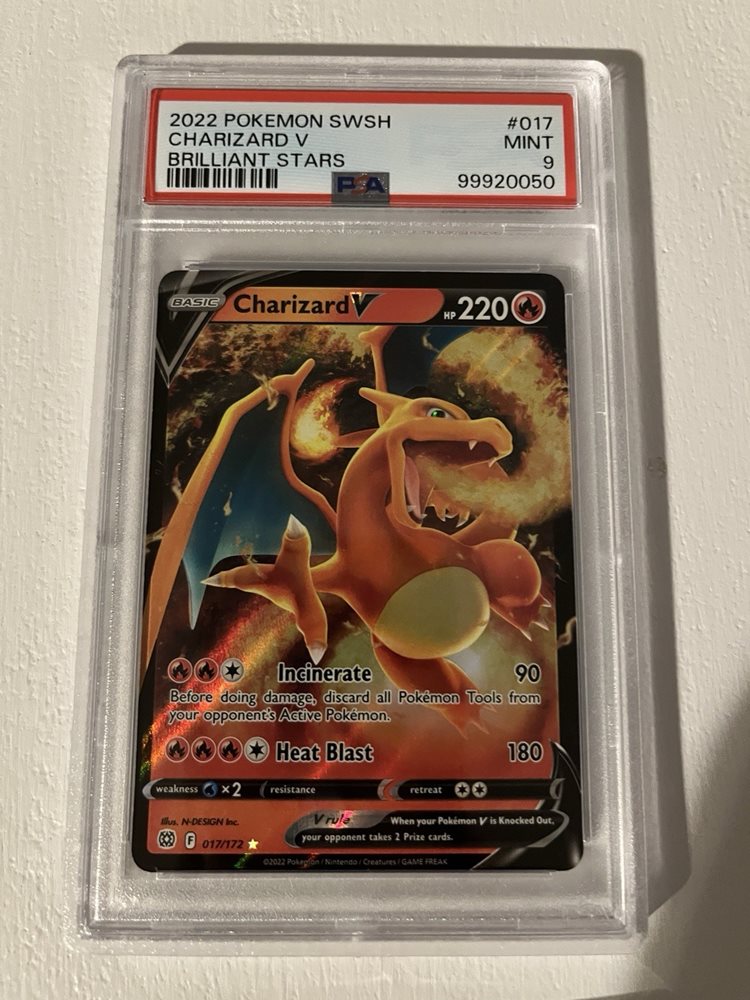 2022 POKEMON SWSH #017
CHARIZARD V MINT
BRILLIANT STARS 9
PSA 99920050
BASIC Charizard V HP 220
Incinerate 90
Before doing damage, discard all Pokémon Tools from
your opponent's Active Pokémon.
Heat Blast 180
weakness ×2 resistance retreat
Illus. N-DESIGN Inc.
V rule When your Pokémon V is Knocked Out,
your opponent takes 2 Prize cards.
F 017/172
©2022 Pokémon / Nintendo / Creatures / GAME FREAK